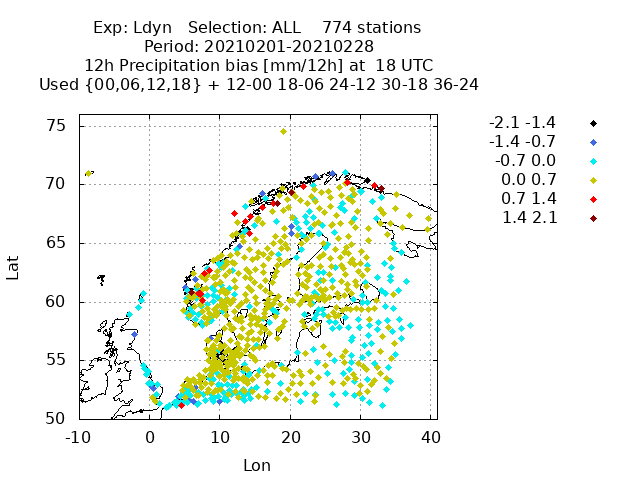 Exp: Ldyn   Selection: ALL    774 stations
Period: 20210201-20210228
12h Precipitation bias [mm/12h] at  18 UTC
Used {00,06,12,18} + 12-00 18-06 24-12 30-18 36-24
-2.1 -1.4
-1.4 -0.7
-0.7 0.0
0.0 0.7
0.7 1.4
1.4 2.1
75
70
65
60
55
50
Lat
-10 0 10 20 30 40
Lon